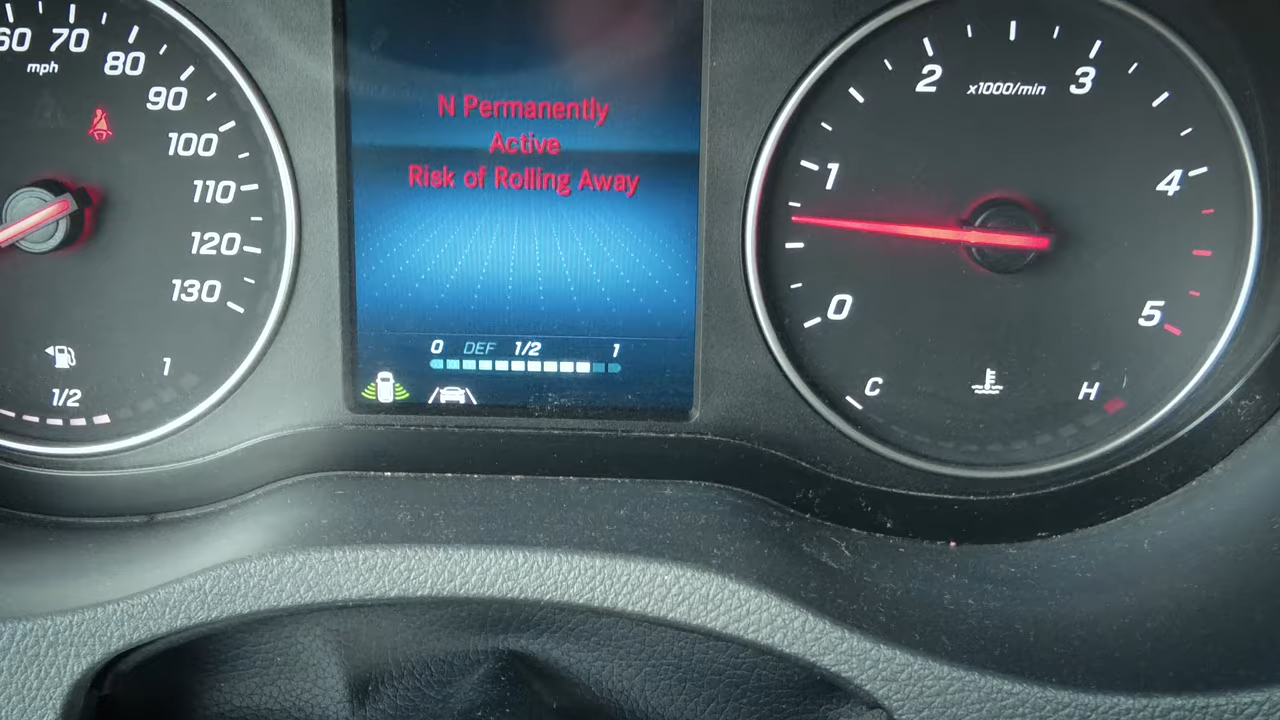 60
70
mph
80
90
100
110
120
130
1
1/2
N Permanently
Active
Risk of Rolling Away
0 DEF 1/2 1
2
x1000/min
3
1
4
0
5
C
H